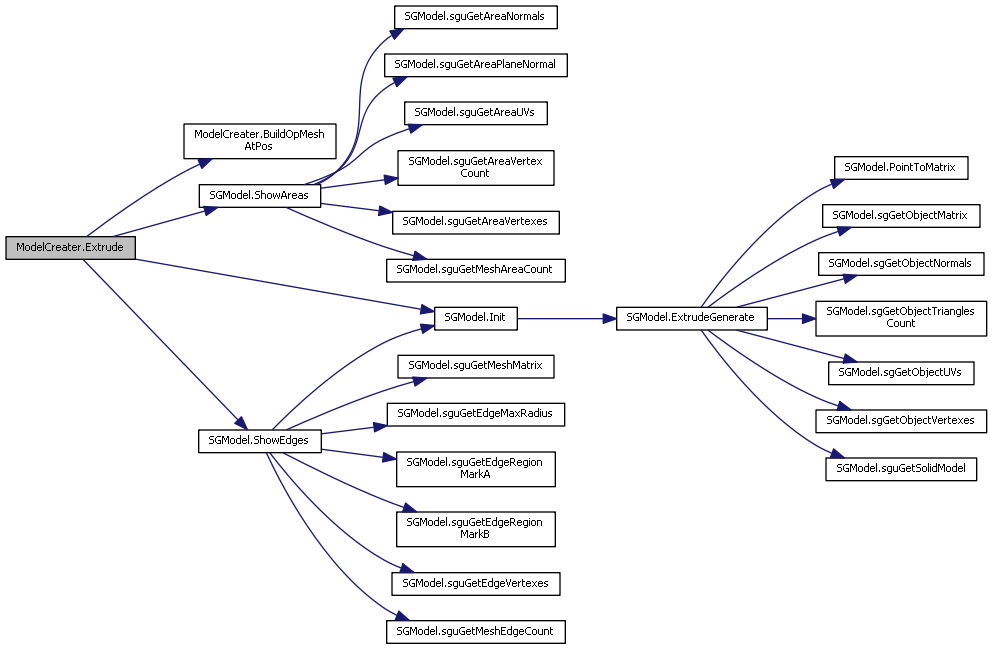 SGModel.sguGetAreaNormals
SGModel.sguGetAreaPlaneNormal
SGModel.sguGetAreaUVs
ModelCreater.BuildOpMesh
AtPos
SGModel.sguGetAreaVertex
Count
SGModel.PointToMatrix
SGModel.ShowAreas
SGModel.sguGetAreaVertexes
SGModel.sgGetObjectMatrix
ModelCreater.Extrude
SGModel.sguGetMeshAreaCount
SGModel.sgGetObjectNormals
SGModel.Init
SGModel.ExtrudeGenerate
SGModel.sgGetObjectTriangles
Count
SGModel.sguGetMeshMatrix
SGModel.sgGetObjectUVs
SGModel.sguGetEdgeMaxRadius
SGModel.sgGetObjectVertexes
SGModel.ShowEdges
SGModel.sguGetEdgeRegion
MarkA
SGModel.sguGetSolidModel
SGModel.sguGetEdgeRegion
MarkB
SGModel.sguGetEdgeVertexes
SGModel.sguGetMeshEdgeCount